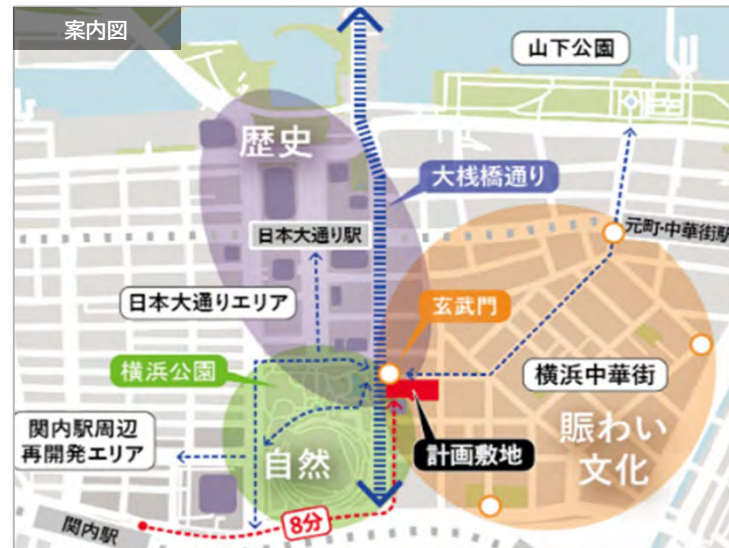 案内図
山下公園
歴史
大桟橋通り
日本大通り駅
元町・中華街駅
日本大通りエリア
玄武門
横浜公園
横浜中華街
関内駅周辺
再開発エリア
賑わい
文化
自然
計画敷地
8分
関内駅